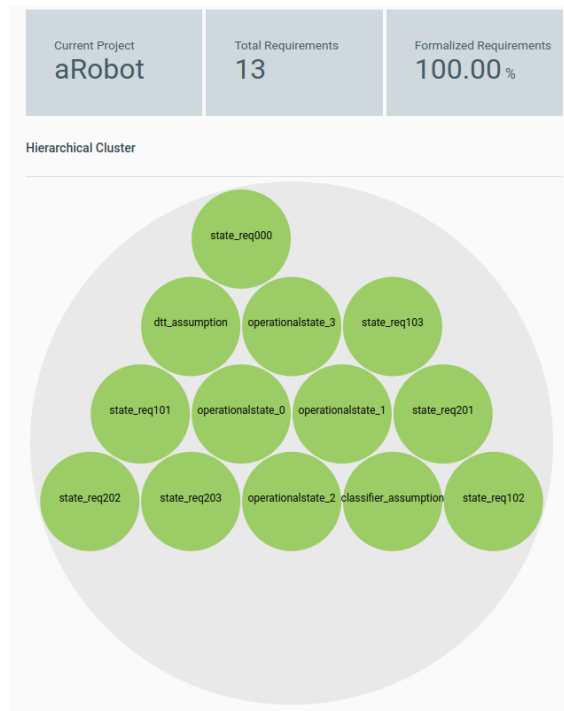 Current Project
aRobot
Total Requirements
13
Formalized Requirements
100.00 %
Hierarchical Cluster
state_req000
dtt_assumption
operationalstate_3
state_req103
state_req101
operationalstate_0
operationalstate_1
state_req201
state_req202
state_req203
operationalstate_2
classifier_assumption
state_req102